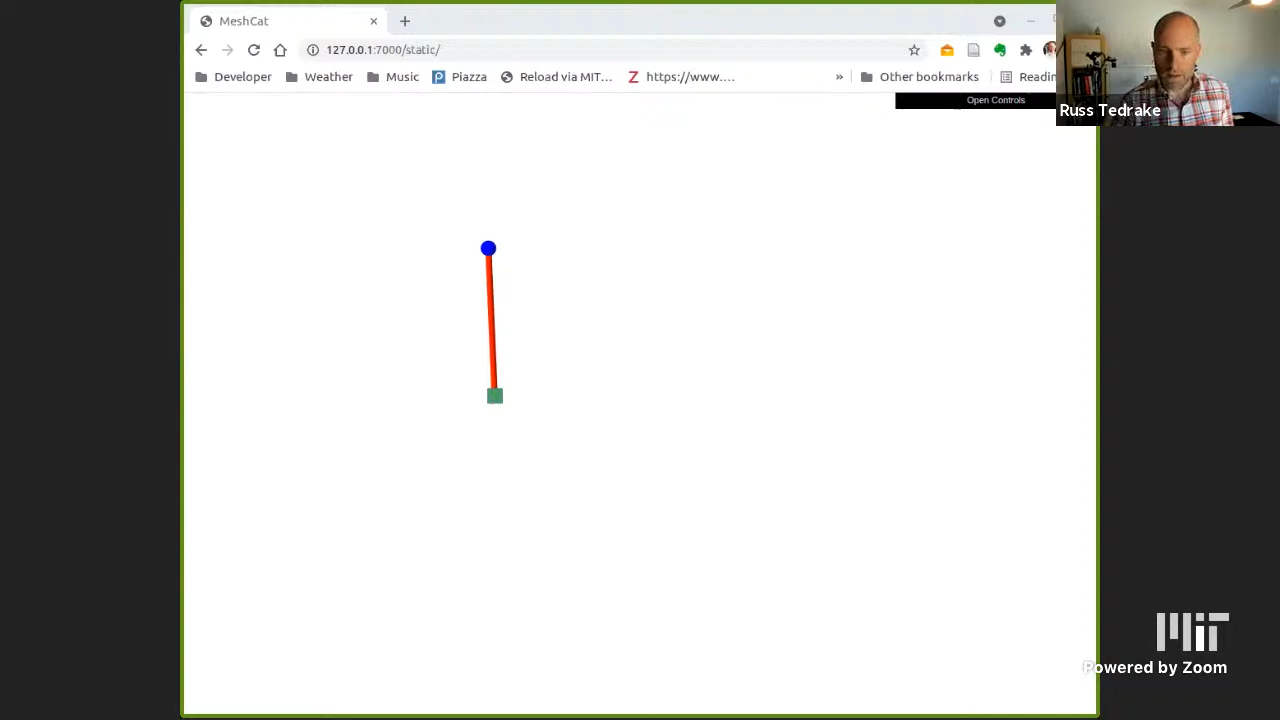 MeshCat
127.0.0.1:7000/static/
Developer
Weather
Music
Piazza
Reload via MIT...
https://www....
»
Other bookmarks
Readin
Open Controls
Russ Tedrake
MIT
Powered by Zoom